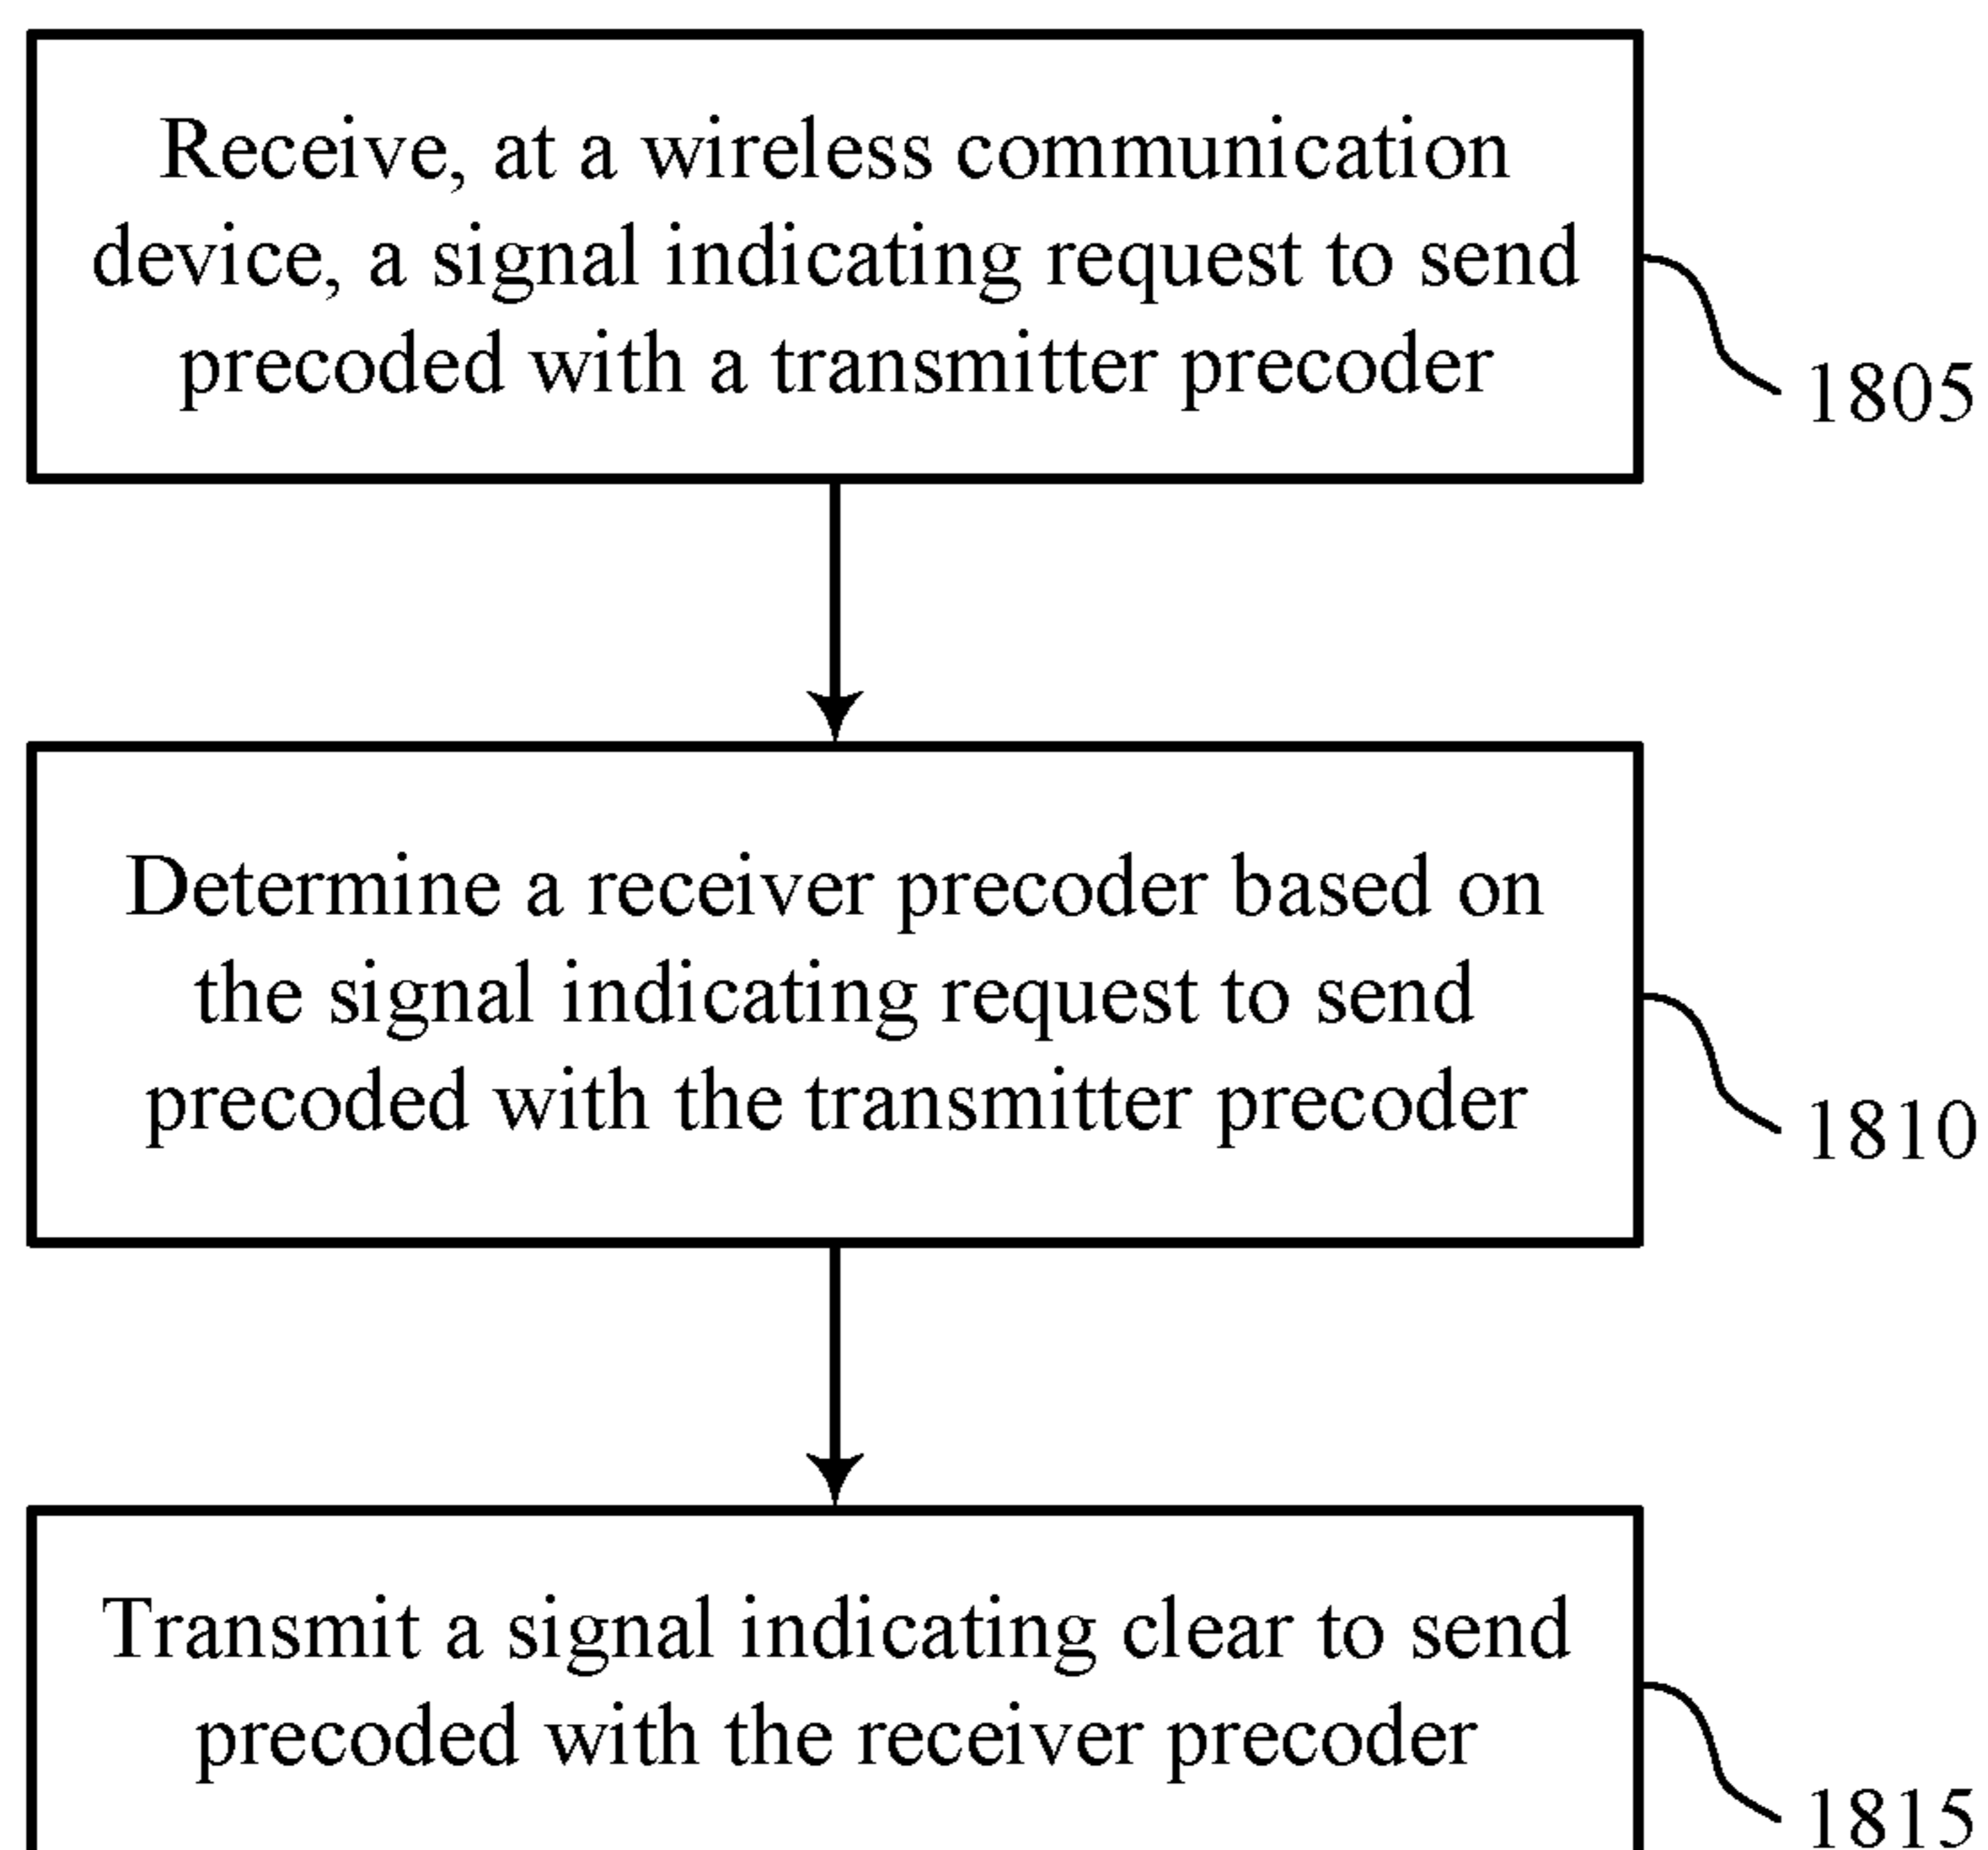 Receive, at a wireless communication
device, a signal indicating request to send
precoded with a transmitter precoder
1805
Determine a receiver precoder based on
the signal indicating request to send
precoded with the transmitter precoder
1810
Transmit a signal indicating clear to send
precoded with the receiver precoder
1815